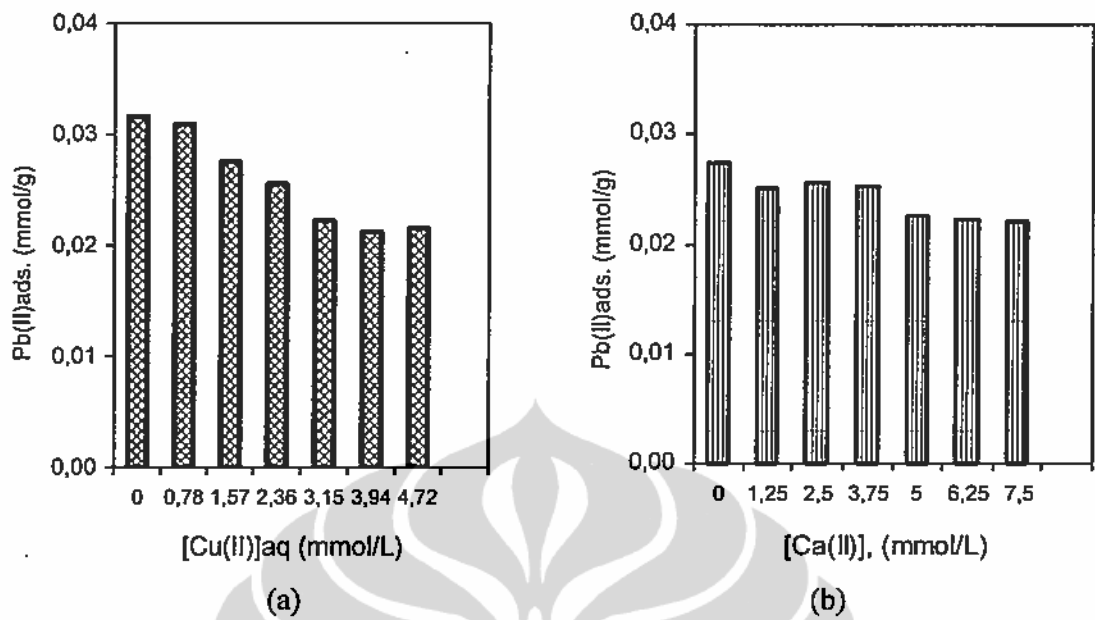 0,04
0,03
0,02
0,01
0,00
Pb(II)ads. (mmol/g)
0 0,78 1,57 2,36 3,15 3,94 4,72
[Cu(II)]aq (mmol/L)
(a)
0,04
0,03
0,02
0,01
0,00
Pb(II)ads. (mmol/g)
0 1,25 2,5 3,75 5 6,25 7,5
[Ca(II)], (mmol/L)
(b)